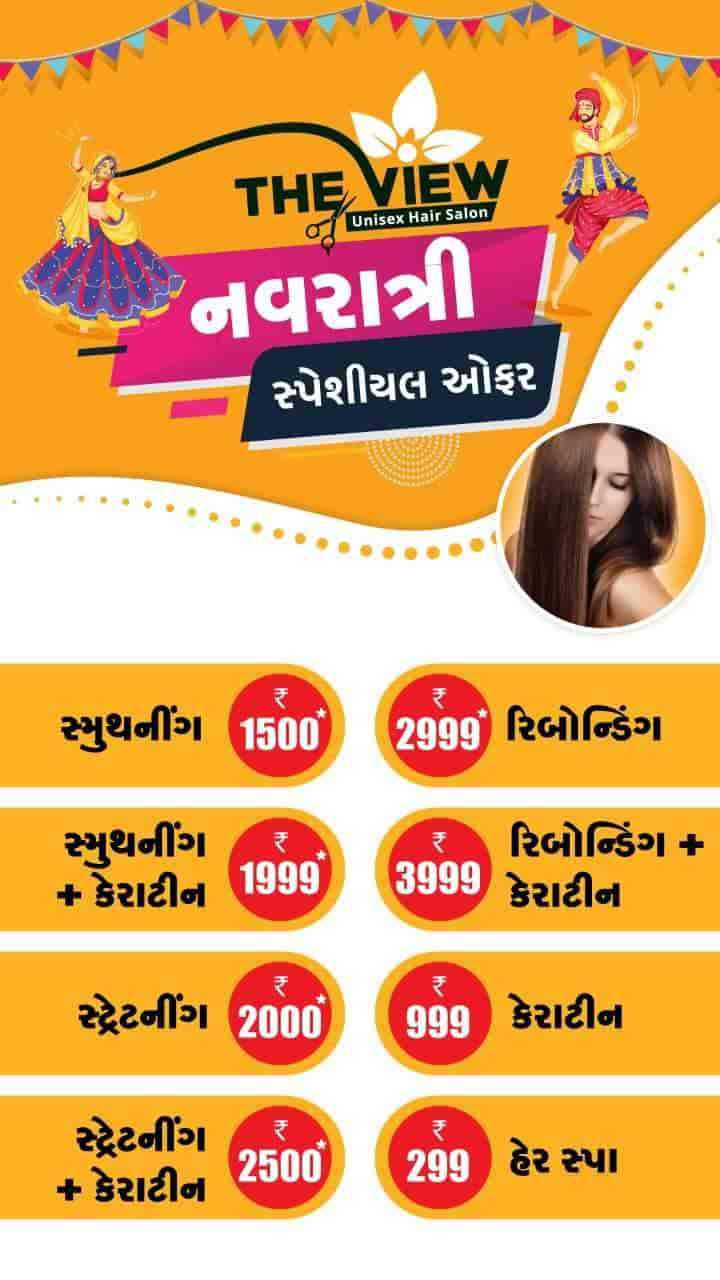 THE VIEW
Unisex Hair Salon
નવરાત્રી
સ્પેશીયલ ઓફર
સ્મુથનીંગ
₹
1500*
₹
2999*
રિબોન્ડિંગ
સ્મુથનીંગ
+ કેરાટીન
₹
1999*
₹
3999*
રિબોન્ડિંગ +
કેરાટીન
સ્ટ્રેટનીંગ
₹
2000*
₹
999
કેરાટીન
સ્ટ્રેટનીંગ
+ કેરાટીન
₹
2500*
₹
299
હેર સ્પા